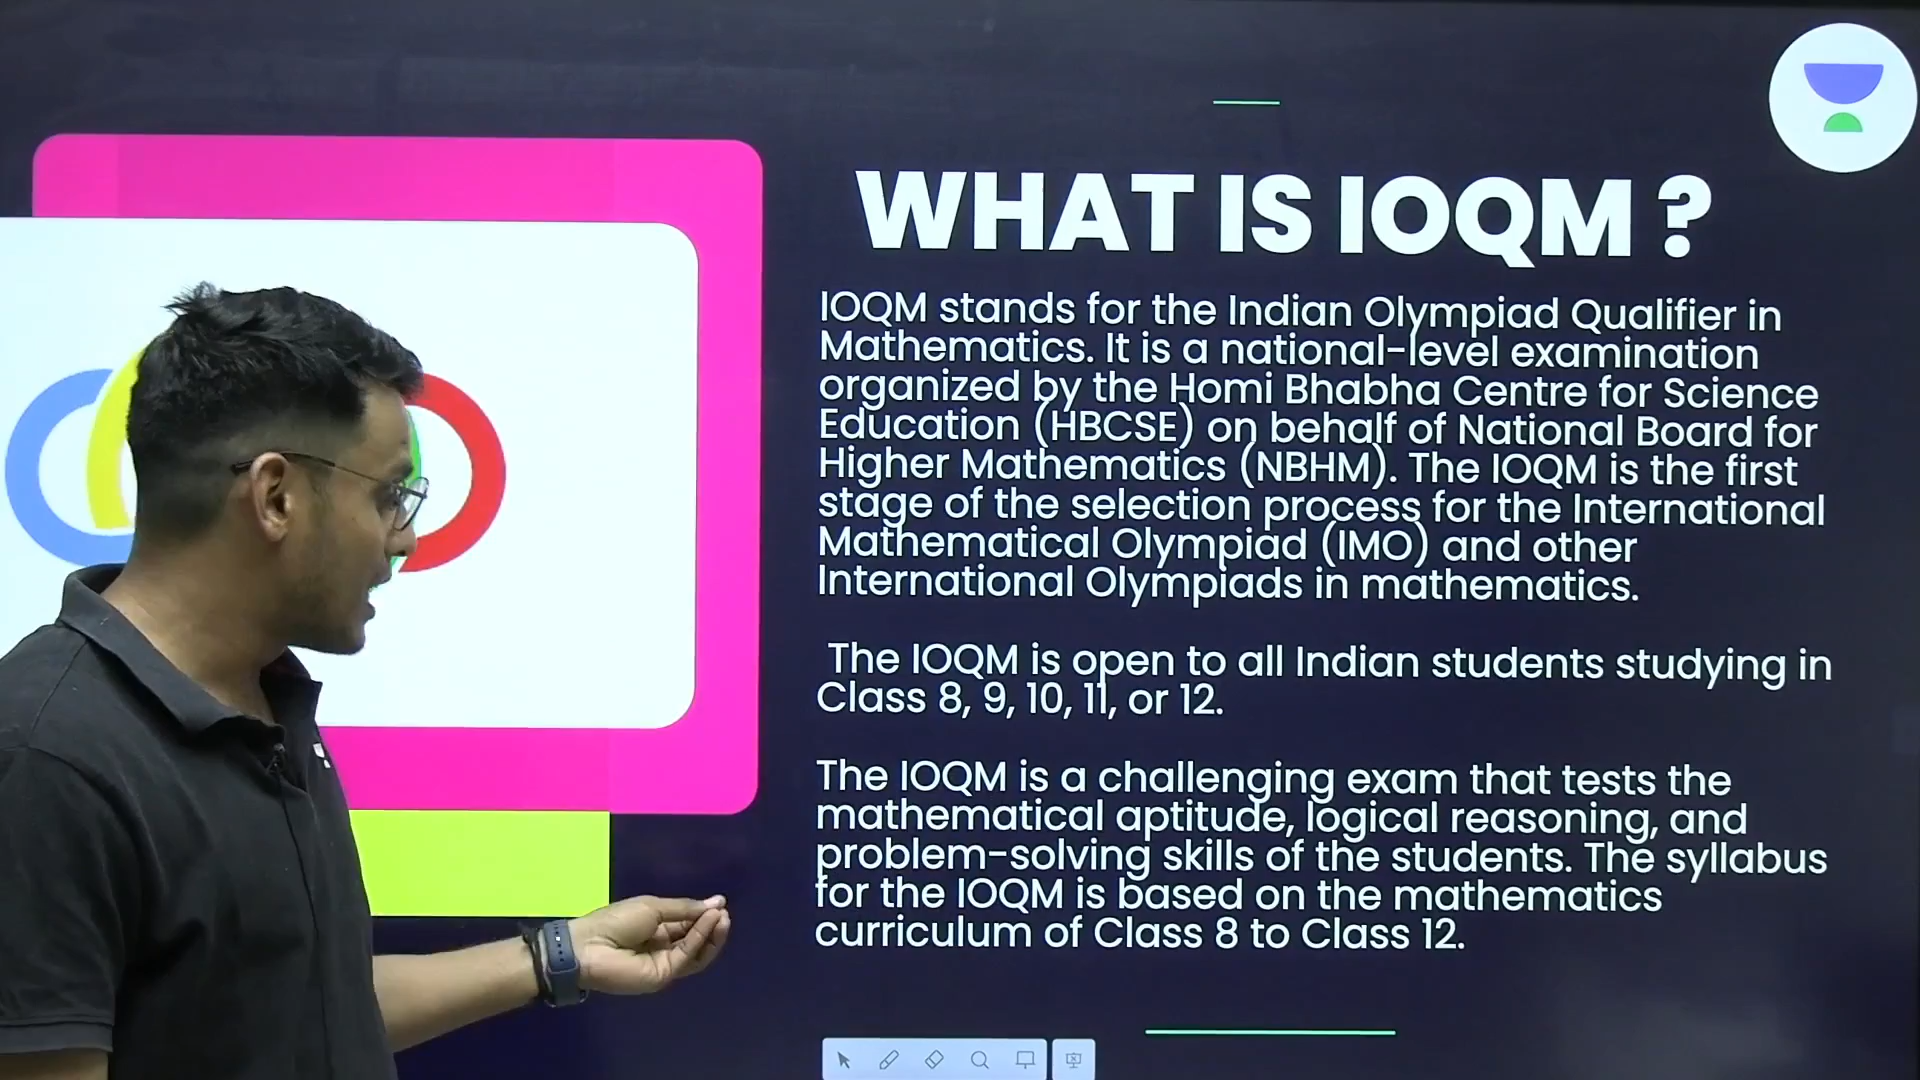 WHAT IS IOQM ?
IOQM stands for the Indian Olympiad Qualifier in
Mathematics. It is a national-level examination
organized by the Homi Bhabha Centre for Science
Education (HBCSE) on behalf of National Board for
Higher Mathematics (NBHM). The IOQM is the first
stage of the selection process for the International
Mathematical Olympiad (IMO) and other
International Olympiads in mathematics.
The IOQM is open to all Indian students studying in
Class 8, 9, 10, 11, or 12.
The IOQM is a challenging exam that tests the
mathematical aptitude, logical reasoning, and
problem-solving skills of the students. The syllabus
for the IOQM is based on the mathematics
curriculum of Class 8 to Class 12.